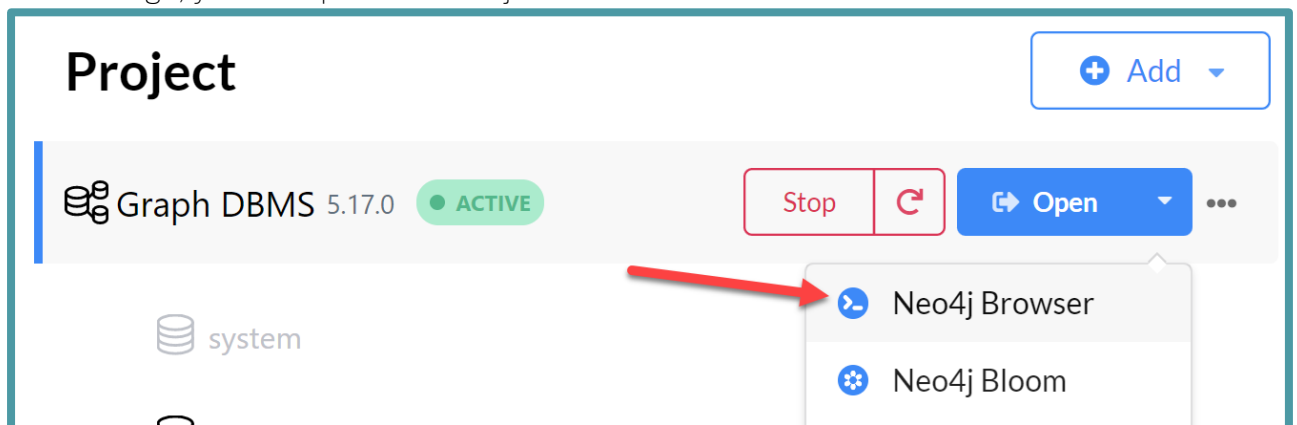 Project
Add
Graph DBMS 5.17.0 ACTIVE Stop Open
Neo4j Browser
system
Neo4j Bloom